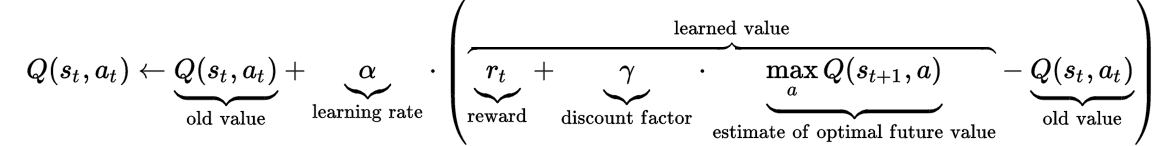 learned value
Q(s_t, a_t) ← Q(s_t, a_t) + α · ( r_t + γ · max_a Q(s_{t+1}, a) − Q(s_t, a_t) )
old value learning rate reward discount factor estimate of optimal future value old value